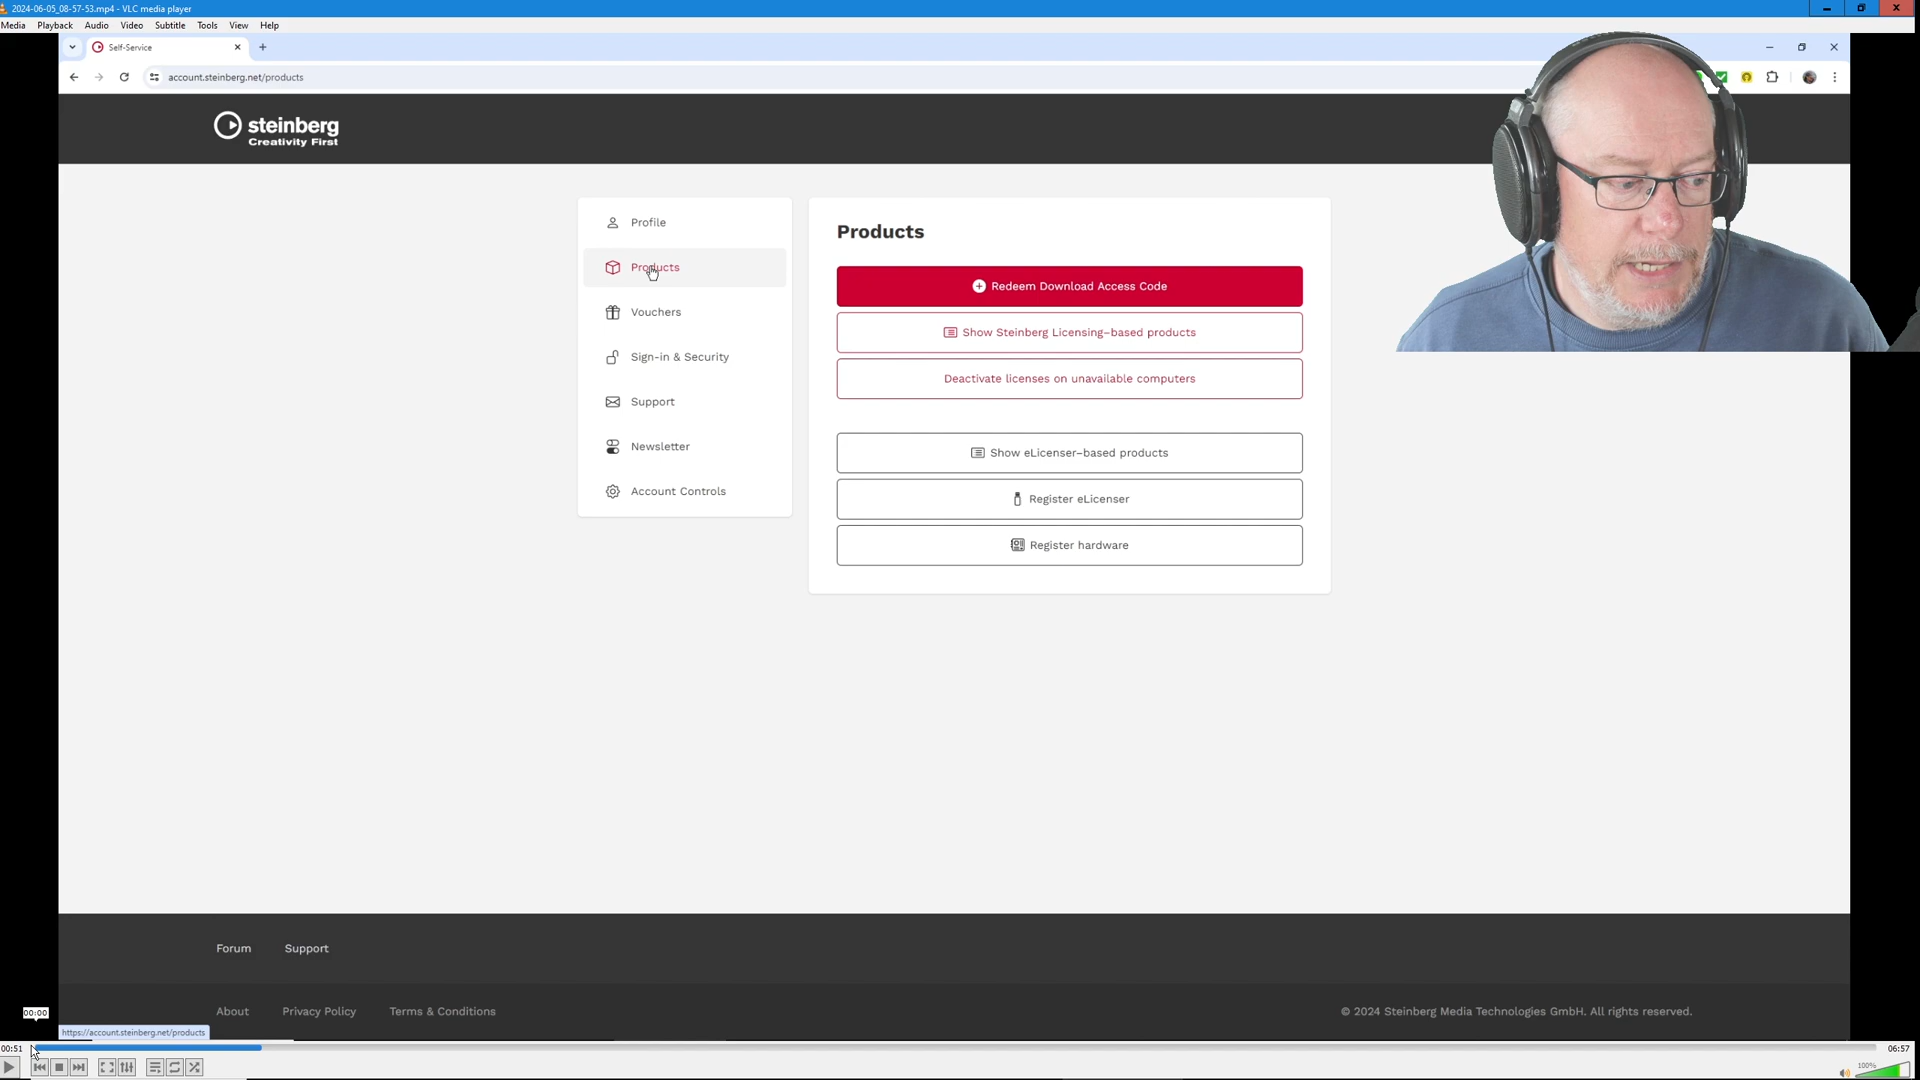 2024-06-05_08-57-53.mp4 - VLC media player
Media Playback Audio Video Subtitle Tools View Help
Self-Service
account.steinberg.net/products
steinberg
Creativity First
Profile
Products
Vouchers
Sign-in & Security
Support
Newsletter
Account Controls
Products
Redeem Download Access Code
Show Steinberg Licensing-based products
Deactivate licenses on unavailable computers
Show eLicenser-based products
Register eLicenser
Register hardware
Forum Support
About Privacy Policy Terms & Conditions
© 2024 Steinberg Media Technologies GmbH. All rights reserved.
00:00
https://account.steinberg.net/products
00:51
06:57
100%